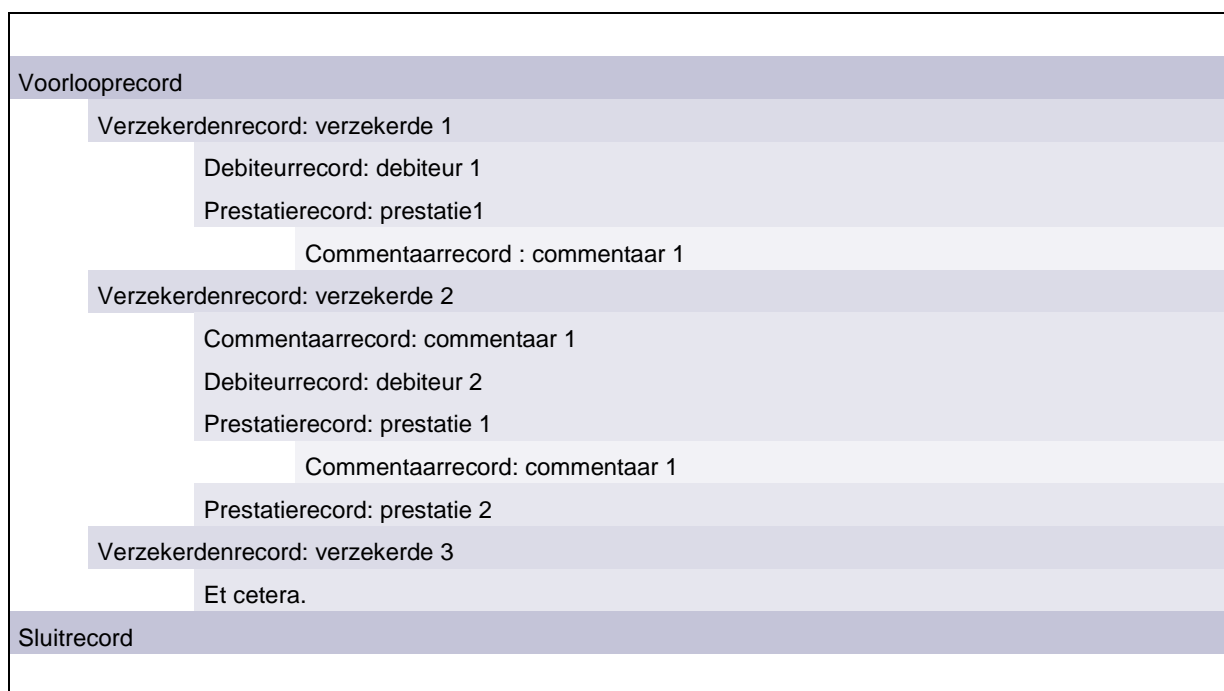 Voorlooprecord
Verzekerdenrecord: verzekerde 1
Debiteurrecord: debiteur 1
Prestatierecord: prestatie1
Commentaarrecord : commentaar 1
Verzekerdenrecord: verzekerde 2
Commentaarrecord: commentaar 1
Debiteurrecord: debiteur 2
Prestatierecord: prestatie 1
Commentaarrecord: commentaar 1
Prestatierecord: prestatie 2
Verzekerdenrecord: verzekerde 3
Et cetera.
Sluitrecord